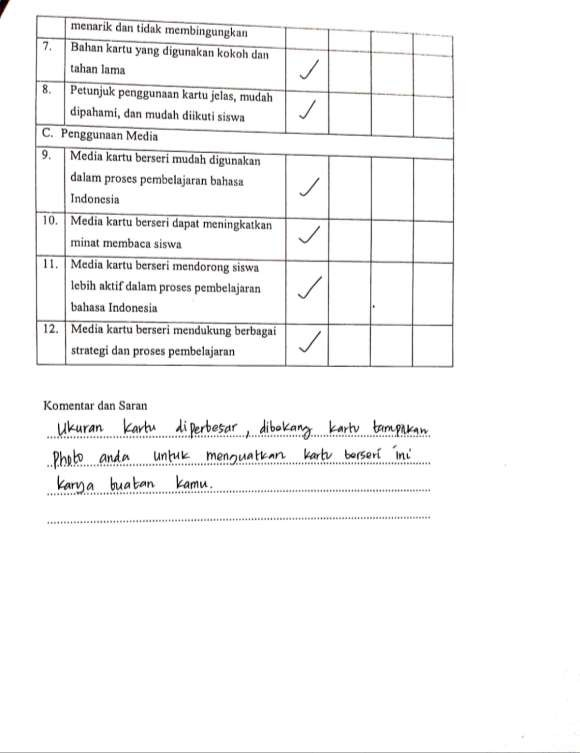 menarik dan tidak membingungkan
7. Bahan kartu yang digunakan kokoh dan
tahan lama
8. Petunjuk penggunaan kartu jelas, mudah
dipahami, dan mudah diikuti siswa
C. Penggunaan Media
9. Media kartu berseri mudah digunakan
dalam proses pembelajaran bahasa
Indonesia
10. Media kartu berseri dapat meningkatkan
minat membaca siswa
11. Media kartu berseri mendorong siswa
lebih aktif dalam proses pembelajaran
bahasa Indonesia
12. Media kartu berseri mendukung berbagai
strategi dan proses pembelajaran
Komentar dan Saran
Ukuran kartu diperbesar, dibelakang kartu tampakan
Photo anda untuk menguatkan kartu berseri ini
karya buatan kamu.